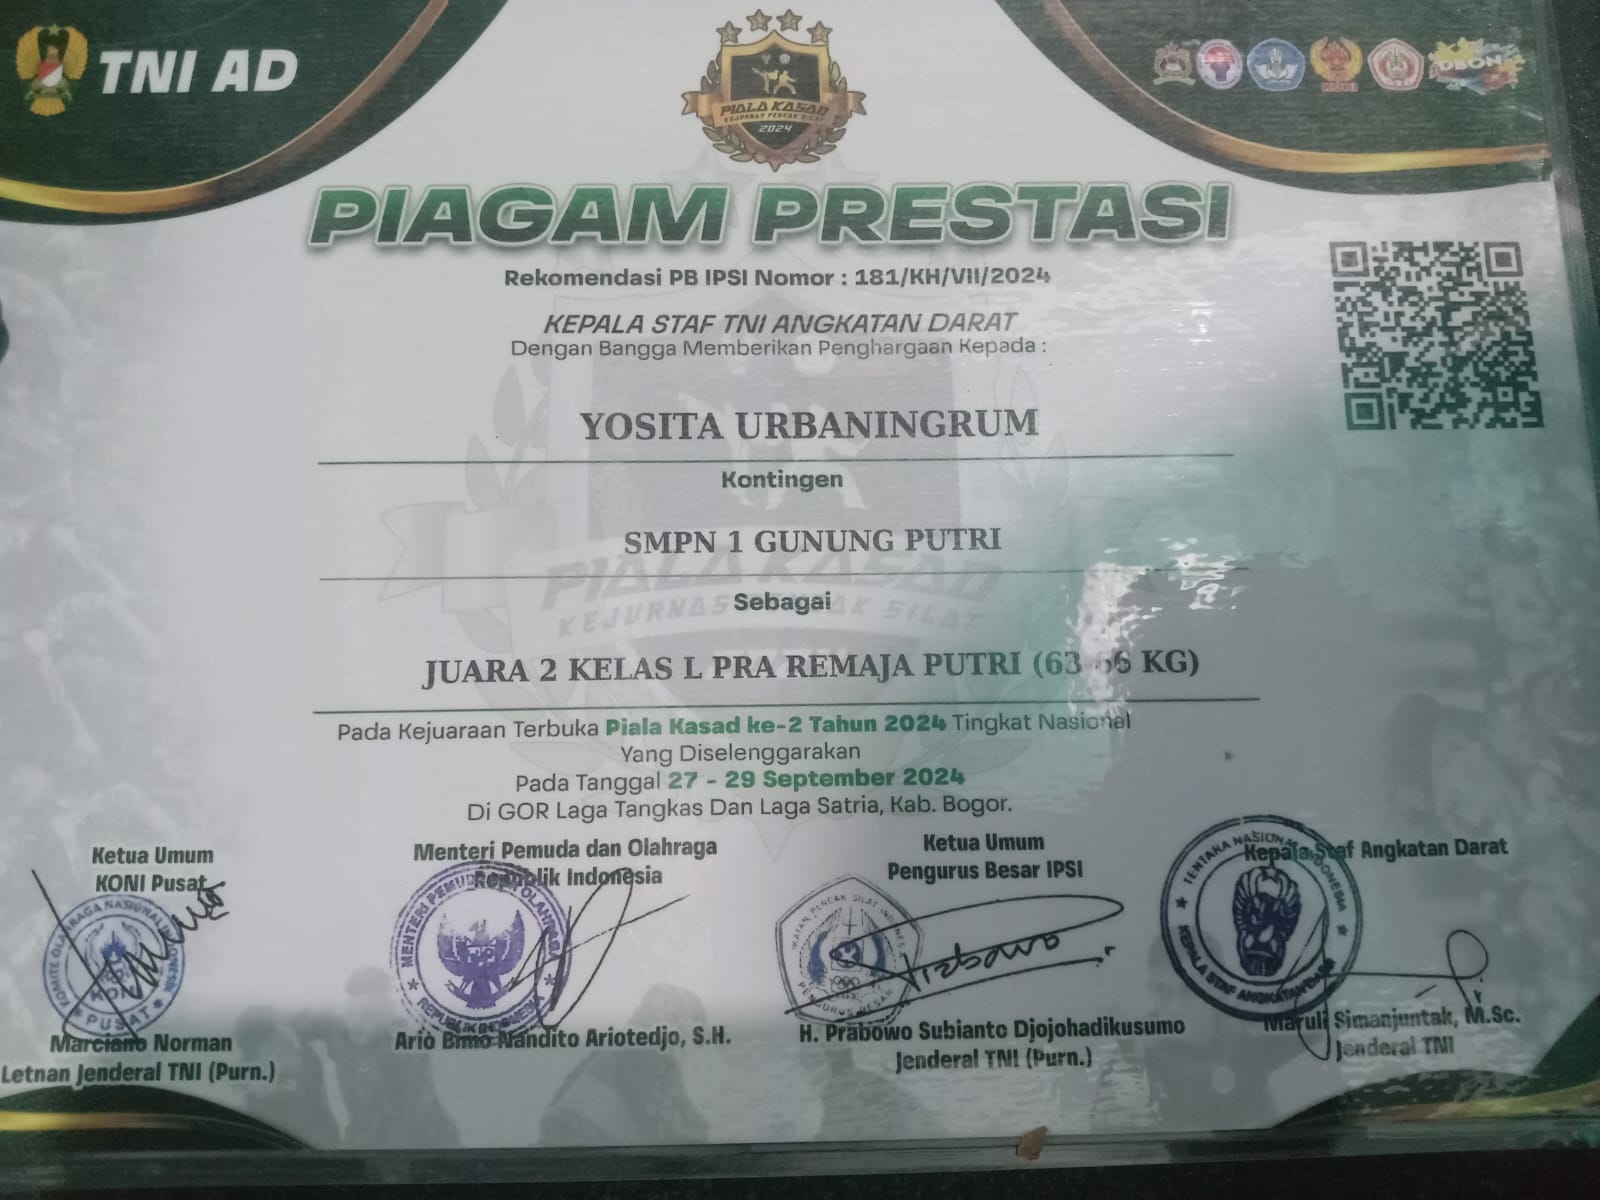 TNI AD
PIALA KASAD
KEJURNAS PENCAK SILAT
2024
DBON
PIAGAM PRESTASI
Rekomendasi PB IPSI Nomor : 181/KH/VII/2024
KEPALA STAF TNI ANGKATAN DARAT
Dengan Bangga Memberikan Penghargaan Kepada :
YOSITA URBANINGRUM
Kontingen
SMPN 1 GUNUNG PUTRI
Sebagai
JUARA 2 KELAS L PRA REMAJA PUTRI (63-66 KG)
Pada Kejuaraan Terbuka Piala Kasad ke-2 Tahun 2024 Tingkat Nasional
Yang Diselenggarakan
Pada Tanggal 27 - 29 September 2024
Di GOR Laga Tangkas Dan Laga Satria, Kab. Bogor.
Ketua Umum
KONI Pusat
Marciano Norman
Letnan Jenderal TNI (Purn.)
Menteri Pemuda dan Olahraga
Republik Indonesia
Ario Bimo Nandito Ariotedjo, S.H.
Ketua Umum
Pengurus Besar IPSI
Prabowo
H. Prabowo Subianto Djojohadikusumo
Jenderal TNI (Purn.)
Kepala Staf Angkatan Darat
Maruli Simanjuntak, M.Sc.
Jenderal TNI